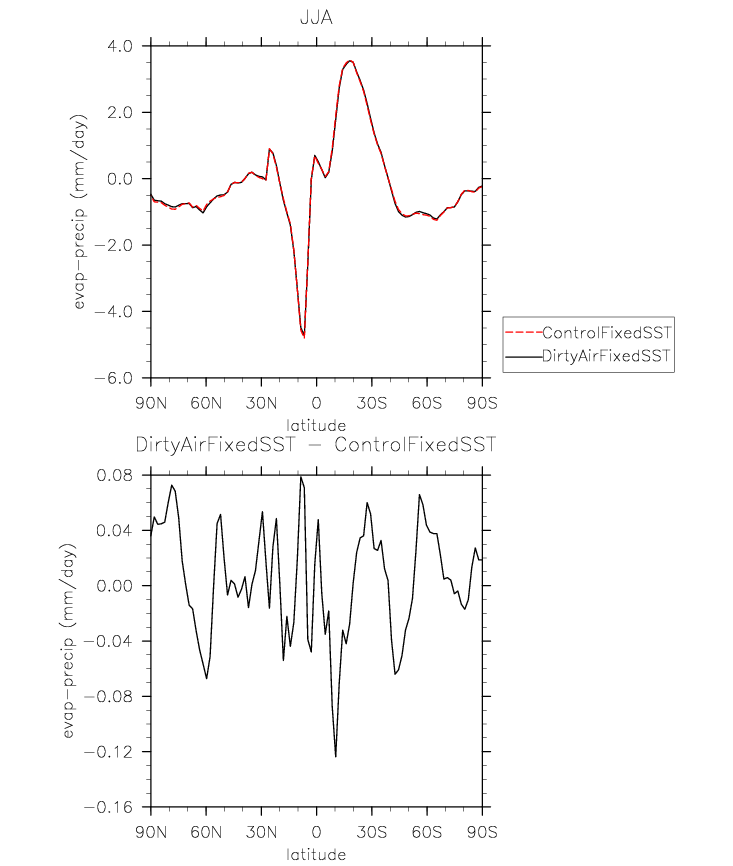 JJA
4.0
2.0
0.0
−2.0
−4.0
−6.0
evap−precip (mm/day)
90N 60N 30N 0 30S 60S 90S
latitude
ControlFixedSST
DirtyAirFixedSST
DirtyAirFixedSST − ControlFixedSST
0.08
0.04
0.00
−0.04
−0.08
−0.12
−0.16
evap−precip (mm/day)
90N 60N 30N 0 30S 60S 90S
latitude